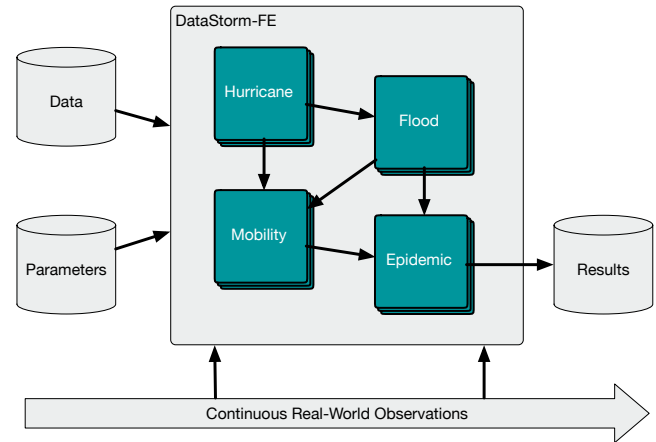 DataStorm-FE
Data
Hurricane
Flood
Parameters
Mobility
Epidemic
Results
Continuous Real-World Observations